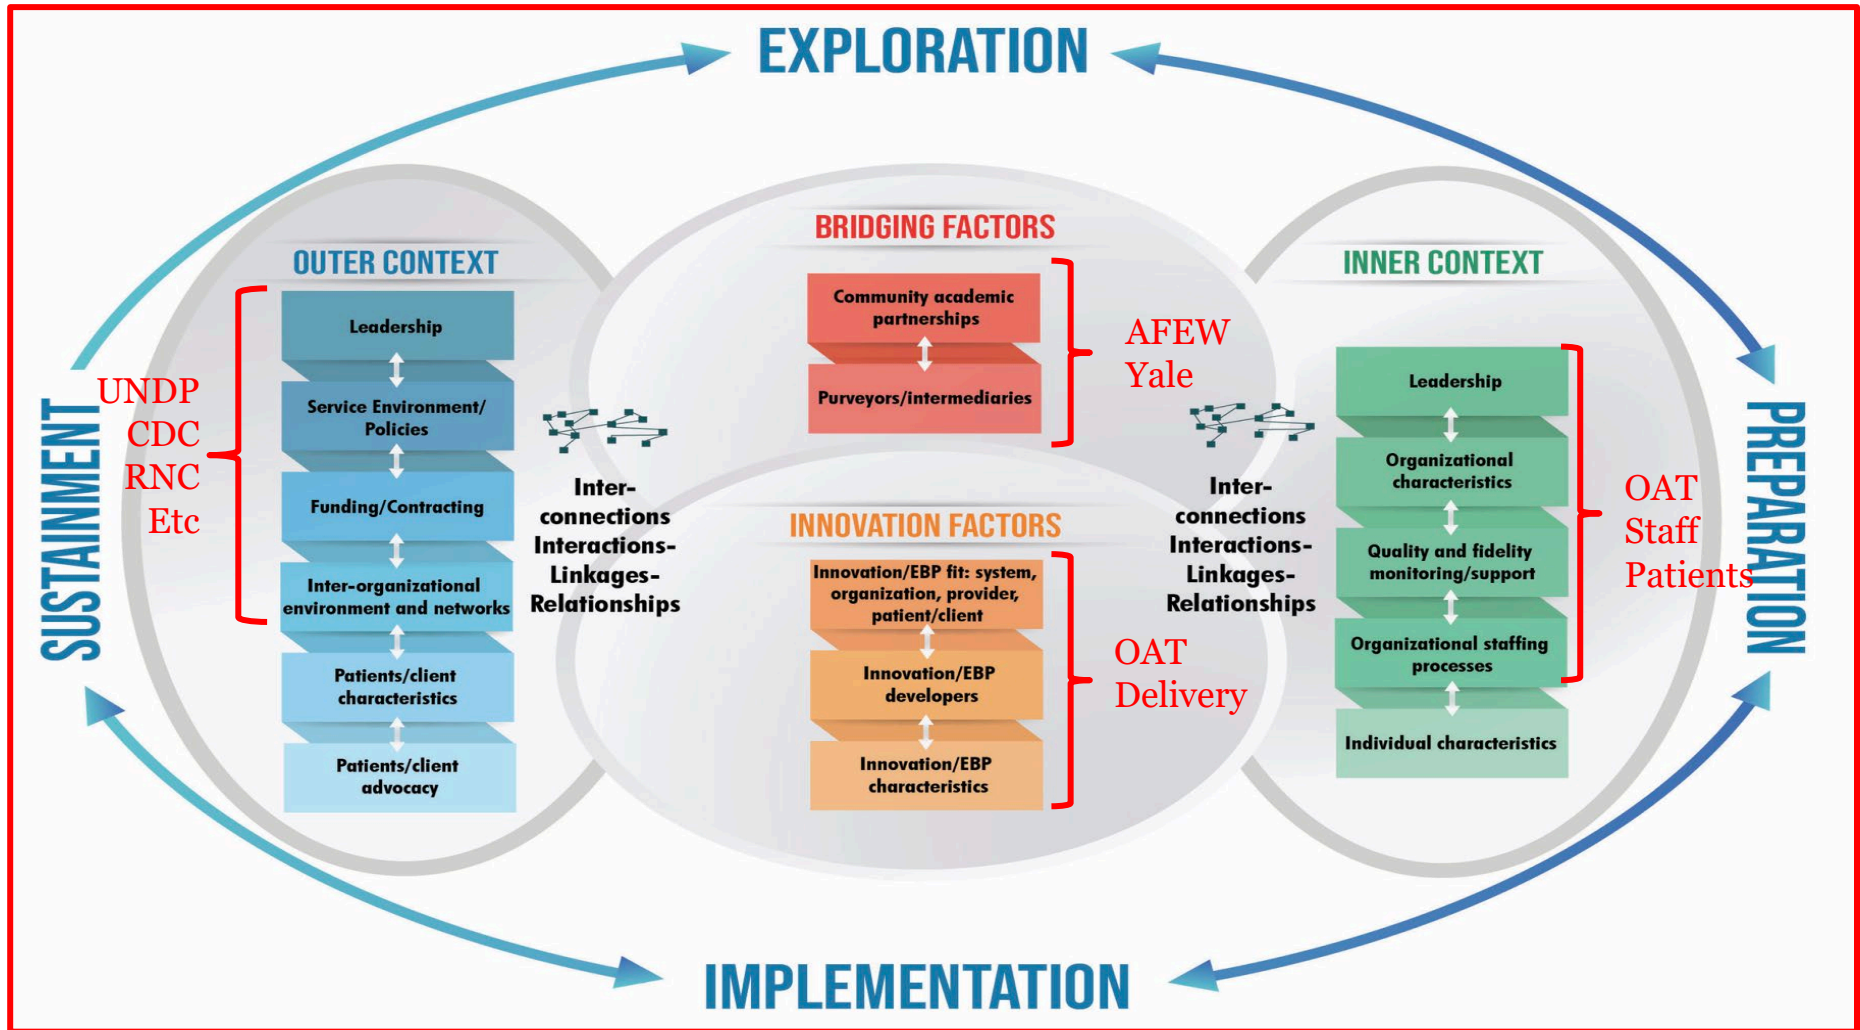 EXPLORATION
SUSTAINMENT
PREPARATION
IMPLEMENTATION
OUTER CONTEXT
Leadership
Service Environment/
Policies
Funding/Contracting
Inter-organizational
environment and networks
Patients/client
characteristics
Patients/client
advocacy
UNDP
CDC
RNC
Etc
Inter-
connections
Interactions-
Linkages-
Relationships
BRIDGING FACTORS
Community academic
partnerships
Purveyors/intermediaries
AFEW
Yale
INNOVATION FACTORS
Innovation/EBP fit: system,
organization, provider,
patient/client
Innovation/EBP
developers
Innovation/EBP
characteristics
OAT
Delivery
Inter-
connections
Interactions-
Linkages-
Relationships
INNER CONTEXT
Leadership
Organizational
characteristics
Quality and fidelity
monitoring/support
Organizational staffing
processes
Individual characteristics
OAT
Staff
Patients